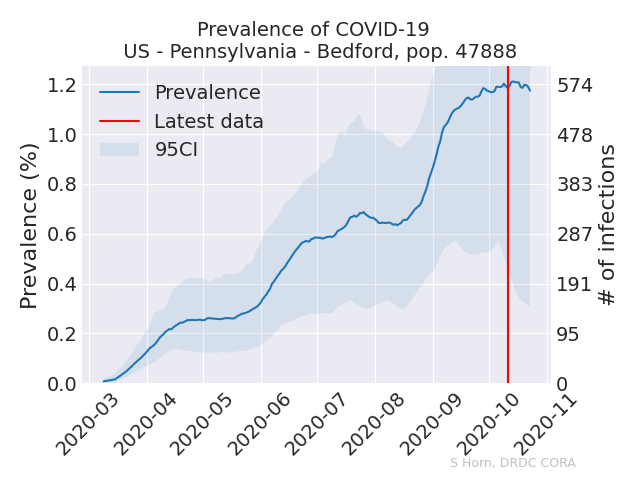 Prevalence of COVID-19
US - Pennsylvania - Bedford, pop. 47888
Prevalence
Latest data
95CI
Prevalence (%)
1.2
1.0
0.8
0.6
0.4
0.2
0.0
574
478
383
287
191
95
0
# of infections
2020-03
2020-04
2020-05
2020-06
2020-07
2020-08
2020-09
2020-10
2020-11
S Horn, DRDC CORA